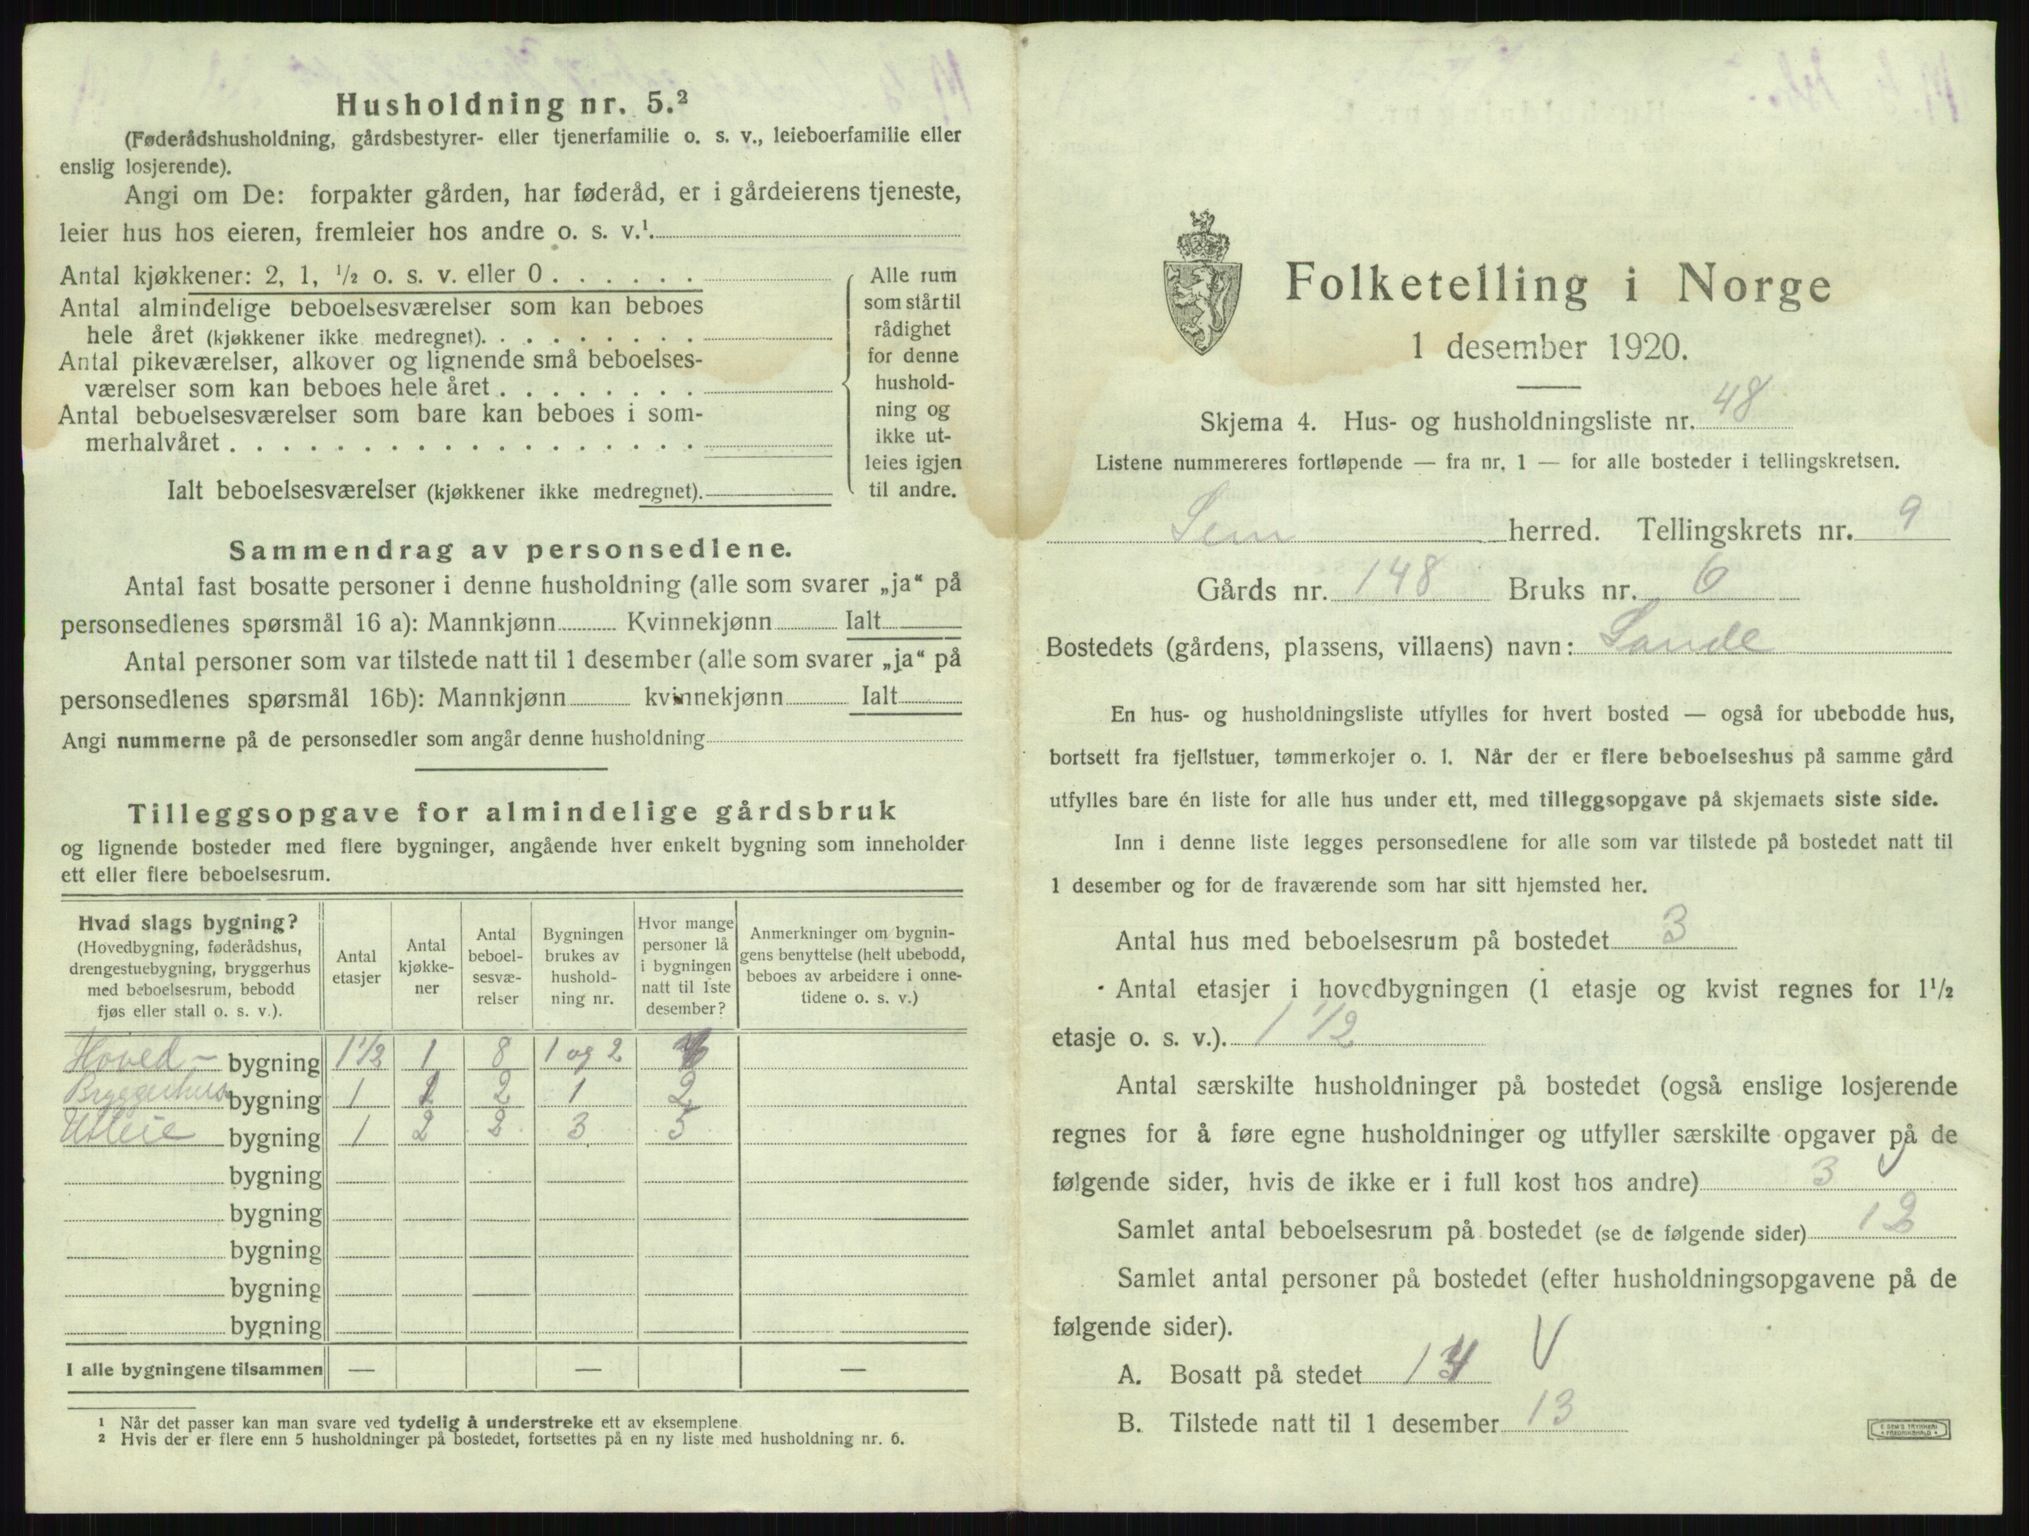 Husholdning nr. 5.²
(Føderådshusholdning, gårdsbestyrer- eller tjenerfamilie o. s. v., leieboerfamilie eller
enslig losjerende).
Angi om De: forpakter gården, har føderåd, er i gårdeierens tjeneste,
leier hus hos eieren, fremleier hos andre o. s. v.¹
Antal kjøkkener: 2, 1, ½ o. s. v. eller 0 . . . . . .
Antal almindelige beboelsesværelser som kan beboes
hele året (kjøkkener ikke medregnet). . . . . . . . .
Antal pikeværelser, alkover og lignende små beboelses-
værelser som kan beboes hele året . . . . . . . .
Antal beboelsesværelser som bare kan beboes i som-
merhalvåret . . . . . . . . . . . . . . . . . .
Ialt beboelsesværelser (kjøkkener ikke medregnet).
Alle rum
som står til
rådighet
for denne
hushold-
ning og
ikke ut-
leies igjen
til andre.
Sammendrag av personsedlene.
Antal fast bosatte personer i denne husholdning (alle som svarer „ja“ på
personsedlenes spørsmål 16 a): Mannkjønn Kvinnekjønn Ialt
Antal personer som var tilstede natt til 1 desember (alle som svarer „ja“ på
personsedlenes spørsmål 16b): Mannkjønn kvinnekjønn Ialt
Angi nummerne på de personsedler som angår denne husholdning
Tilleggsopgave for almindelige gårdsbruk
og lignende bosteder med flere bygninger, angående hver enkelt bygning som inneholder
ett eller flere beboelsesrum.
Hvad slags bygning?
(Hovedbygning, føderådshus,
drengestuebygning, bryggerhus
med beboelsesrum, bebodd
fjøs eller stall o. s. v.).
Antal
etasjer
Antal
kjøkke-
ner
Antal
beboel-
sesvæ-
relser
Bygningen
brukes av
hushold-
ning nr.
Hvor mange
personer lå
i bygningen
natt til 1ste
desember?
Anmerkninger om bygnin-
gens benyttelse (helt ubebodd,
beboes av arbeidere i onne-
tidene o. s. v.)
Hoved- bygning 1½ 1 8 1 og 2
Bryggerhus bygning 1 1 2 1 2
Utleie bygning 1 2 2 3 5
bygning
bygning
bygning
bygning
bygning
I alle bygningene tilsammen — — —
¹ Når det passer kan man svare ved tydelig å understreke ett av eksemplene.
² Hvis der er flere enn 5 husholdninger på bostedet, fortsettes på en ny liste med husholdning nr. 6.
Folketelling i Norge
1 desember 1920.
Skjema 4. Hus- og husholdningsliste nr. 48
Listene nummereres fortløpende — fra nr. 1 — for alle bosteder i tellingskretsen.
Sem herred. Tellingskrets nr. 9
Gårds nr. 148 Bruks nr. 6
Bostedets (gårdens, plassens, villaens) navn: Sande
En hus- og husholdningsliste utfylles for hvert bosted — også for ubebodde hus,
bortsett fra fjellstuer, tømmerkojer o. l. Når der er flere beboelseshus på samme gård
utfylles bare én liste for alle hus under ett, med tilleggsopgave på skjemaets siste side.
Inn i denne liste legges personsedlene for alle som var tilstede på bostedet natt til
1 desember og for de fraværende som har sitt hjemsted her.
Antal hus med beboelsesrum på bostedet 3
Antal etasjer i hovedbygningen (1 etasje og kvist regnes for 1½
etasje o. s. v.). 1½
Antal særskilte husholdninger på bostedet (også enslige losjerende
regnes for å føre egne husholdninger og utfyller særskilte opgaver på de
følgende sider, hvis de ikke er i full kost hos andre) 3
Samlet antal beboelsesrum på bostedet (se de følgende sider) 12
Samlet antal personer på bostedet (efter husholdningsopgavene på de
følgende sider).
A. Bosatt på stedet 14
B. Tilstede natt til 1 desember 13
E. SEM'S TRYKKERI
FREDRIKSHALD